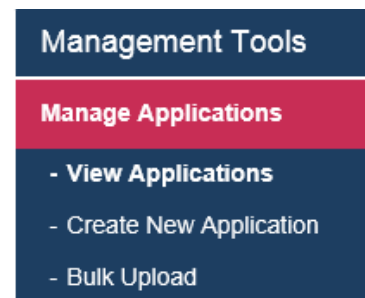 Management Tools
Manage Applications
- View Applications
- Create New Application
- Bulk Upload